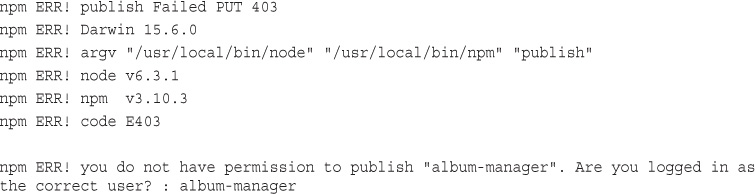 npm ERR! publish Failed PUT 403
npm ERR! Darwin 15.6.0
npm ERR! argv "/usr/local/bin/node" "/usr/local/bin/npm" "publish"
npm ERR! node v6.3.1
npm ERR! npm  v3.10.3
npm ERR! code E403

npm ERR! you do not have permission to publish "album-manager". Are you logged in as
the correct user? : album-manager